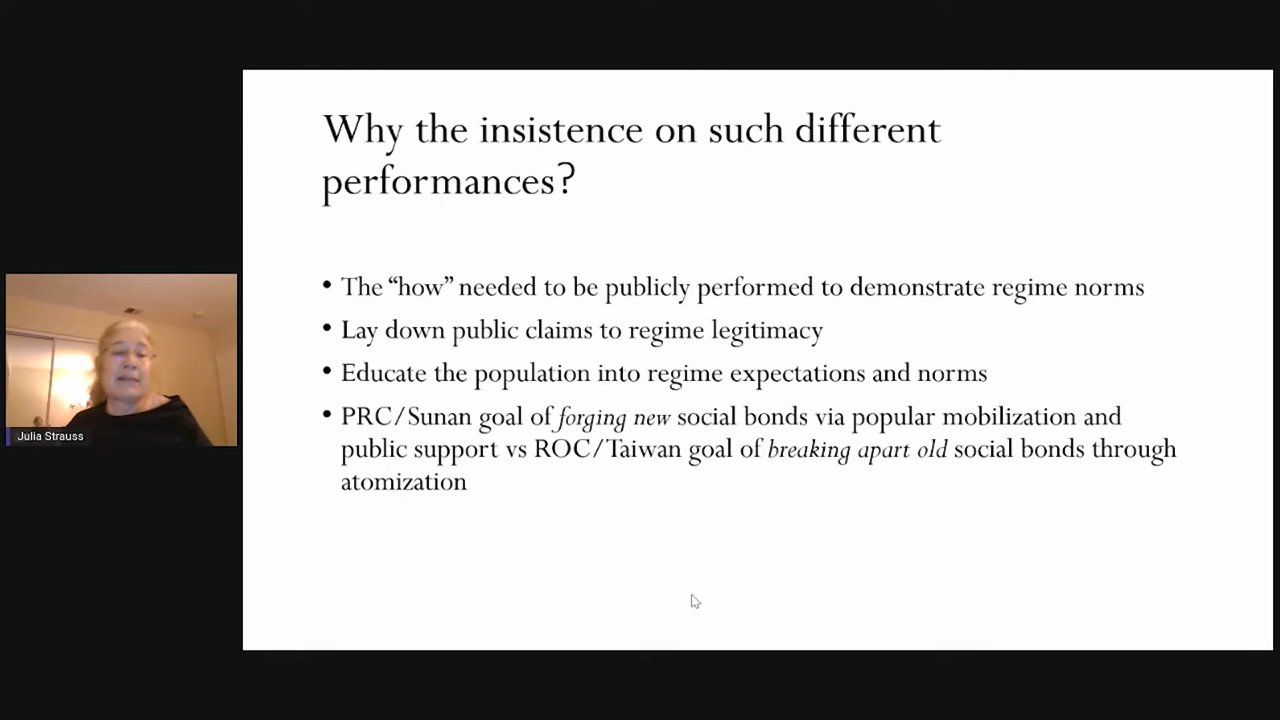 Why the insistence on such different
performances?
• The “how” needed to be publicly performed to demonstrate regime norms
• Lay down public claims to regime legitimacy
• Educate the population into regime expectations and norms
• PRC/Sunan goal of forging new social bonds via popular mobilization and
public support vs ROC/Taiwan goal of breaking apart old social bonds through
atomization
Julia Strauss